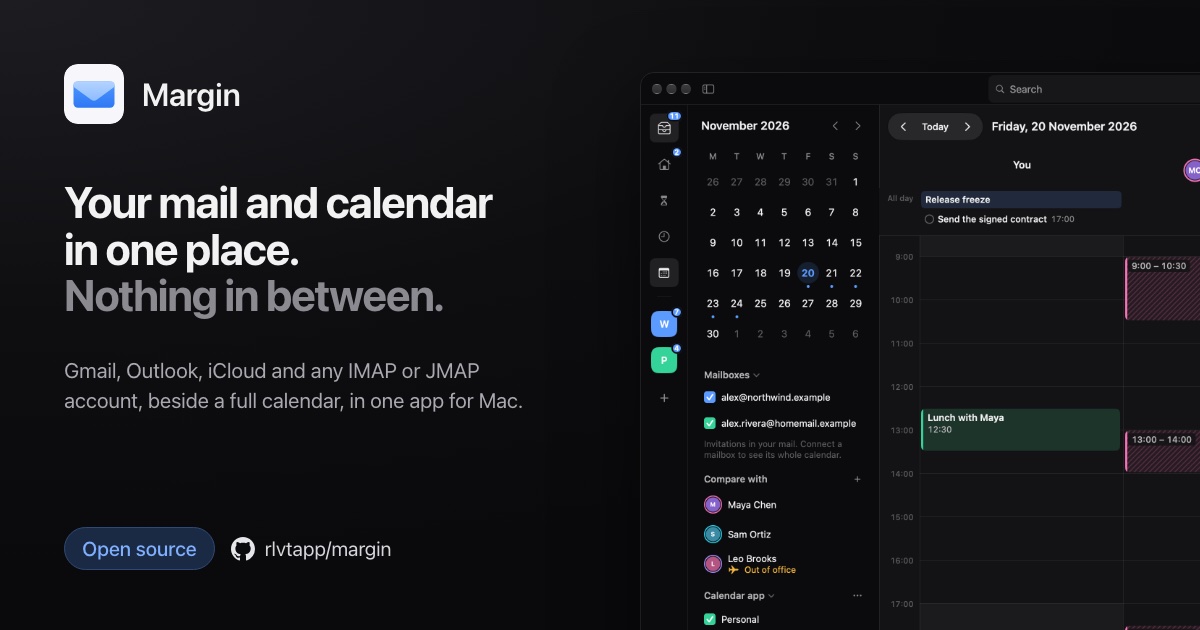 Margin
Your mail and calendar
in one place.
Nothing in between.
Gmail, Outlook, iCloud and any IMAP or JMAP
account, beside a full calendar, in one app for Mac.
Open source
rlvtapp/margin
Search
11
2
W
7
P
4
November 2026
M T W T F S S
26 27 28 29 30 31 1
2 3 4 5 6 7 8
9 10 11 12 13 14 15
16 17 18 19 20 21 22
23 24 25 26 27 28 29
30 1 2 3 4 5 6
Mailboxes
alex@northwind.example
alex.rivera@homemail.example
Invitations in your mail. Connect a
mailbox to see its whole calendar.
Compare with
M Maya Chen
S Sam Ortiz
L Leo Brooks
Out of office
Calendar app
Personal
Today
Friday, 20 November 2026
You
MC
All day
Release freeze
Send the signed contract 17:00
9:00
9:00 – 10:30
10:00
11:00
12:00
Lunch with Maya
12:30
13:00
13:00 – 14:00
14:00
15:00
16:00
17:00